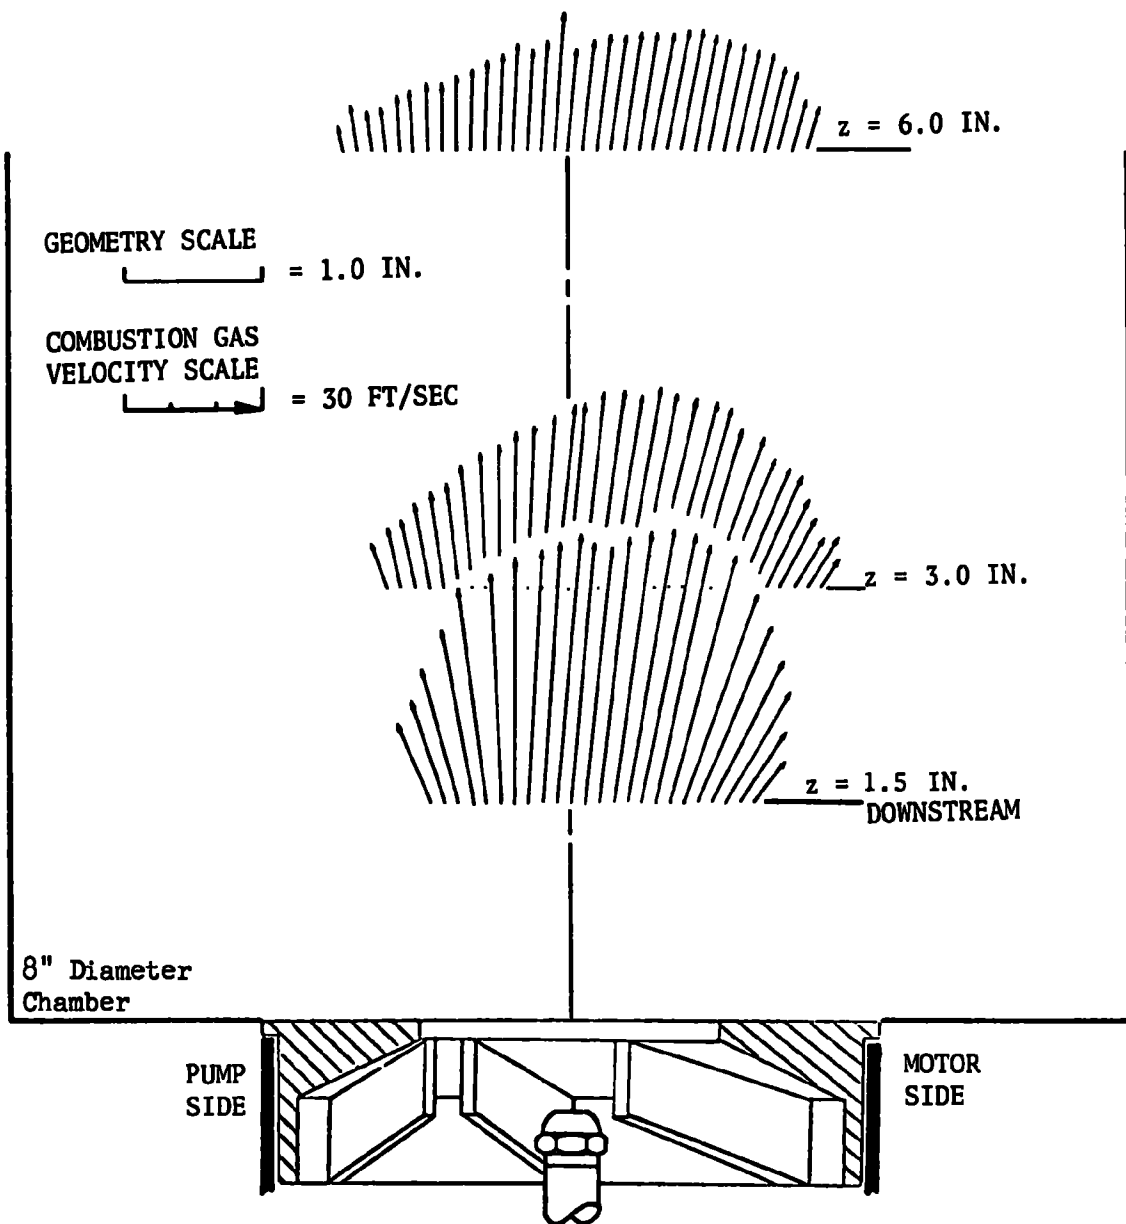 z = 6.0 IN.
GEOMETRY SCALE
= 1.0 IN.
COMBUSTION GAS
VELOCITY SCALE
= 30 FT/SEC
z = 3.0 IN.
z = 1.5 IN.
DOWNSTREAM
8" Diameter
Chamber
PUMP
SIDE
MOTOR
SIDE